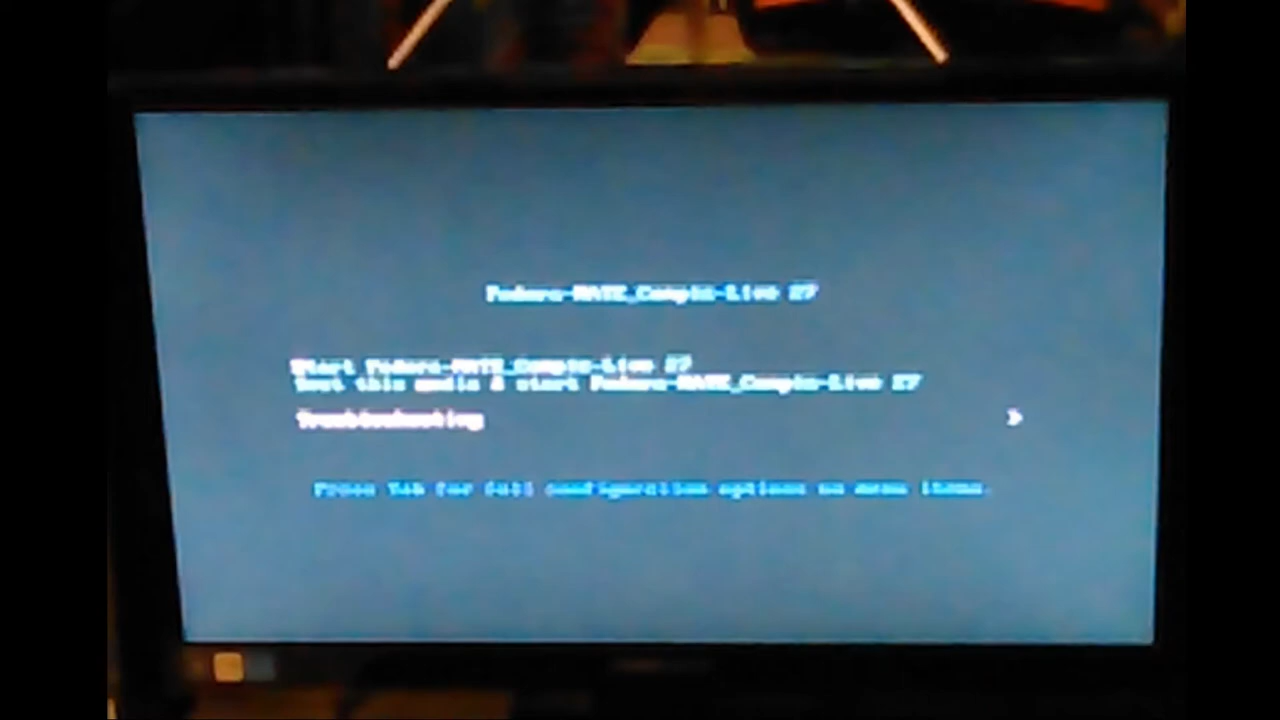 Fedora-MATE_Compiz-Live 27
Start Fedora-MATE_Compiz-Live 27
Test this media & start Fedora-MATE_Compiz-Live 27
Troubleshooting >
Press Tab for full configuration options on menu items.